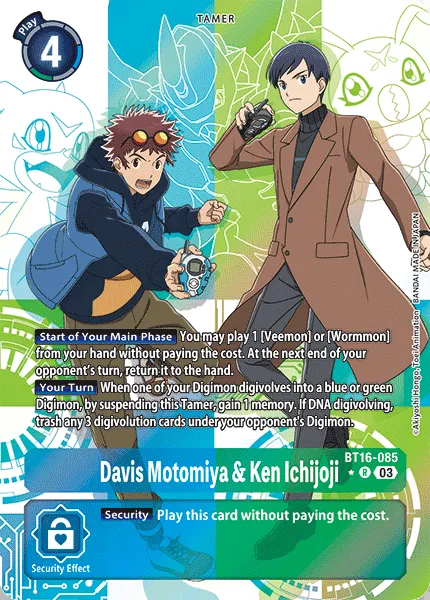 TAMER
Play
4
Start of Your Main Phase You may play 1 [Veemon] or [Wormmon]
from your hand without paying the cost. At the next end of your
opponent's turn, return it to the hand.
Your Turn When one of your Digimon digivolves into a blue or green
Digimon, by suspending this Tamer, gain 1 memory. If DNA digivolving,
trash any 3 digivolution cards under your opponent's Digimon.
©Akiyoshi Hongo, Toei Animation BANDAI MADE IN JAPAN
BT16-085
Davis Motomiya & Ken Ichijoji
R 03
Security Play this card without paying the cost.
Security Effect